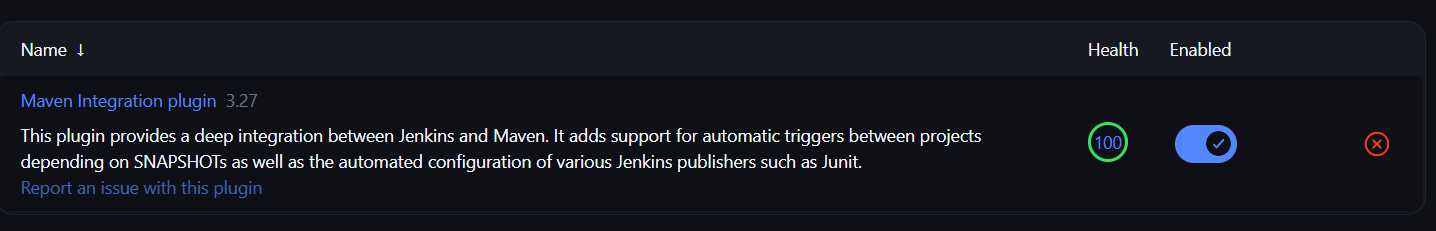 Name ↓ Health Enabled
Maven Integration plugin 3.27
This plugin provides a deep integration between Jenkins and Maven. It adds support for automatic triggers between projects
depending on SNAPSHOTs as well as the automated configuration of various Jenkins publishers such as Junit.
100
Report an issue with this plugin